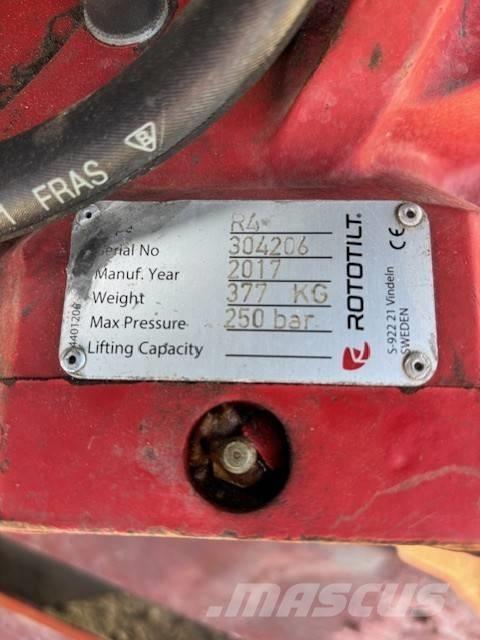 FRAS
R4
Serial No 304206
Manuf. Year 2017
Weight 377 KG
Max Pressure 250 bar
Lifting Capacity
ROTOTILT®
CE
S-922 21 Vindeln
SWEDEN
MASCUS